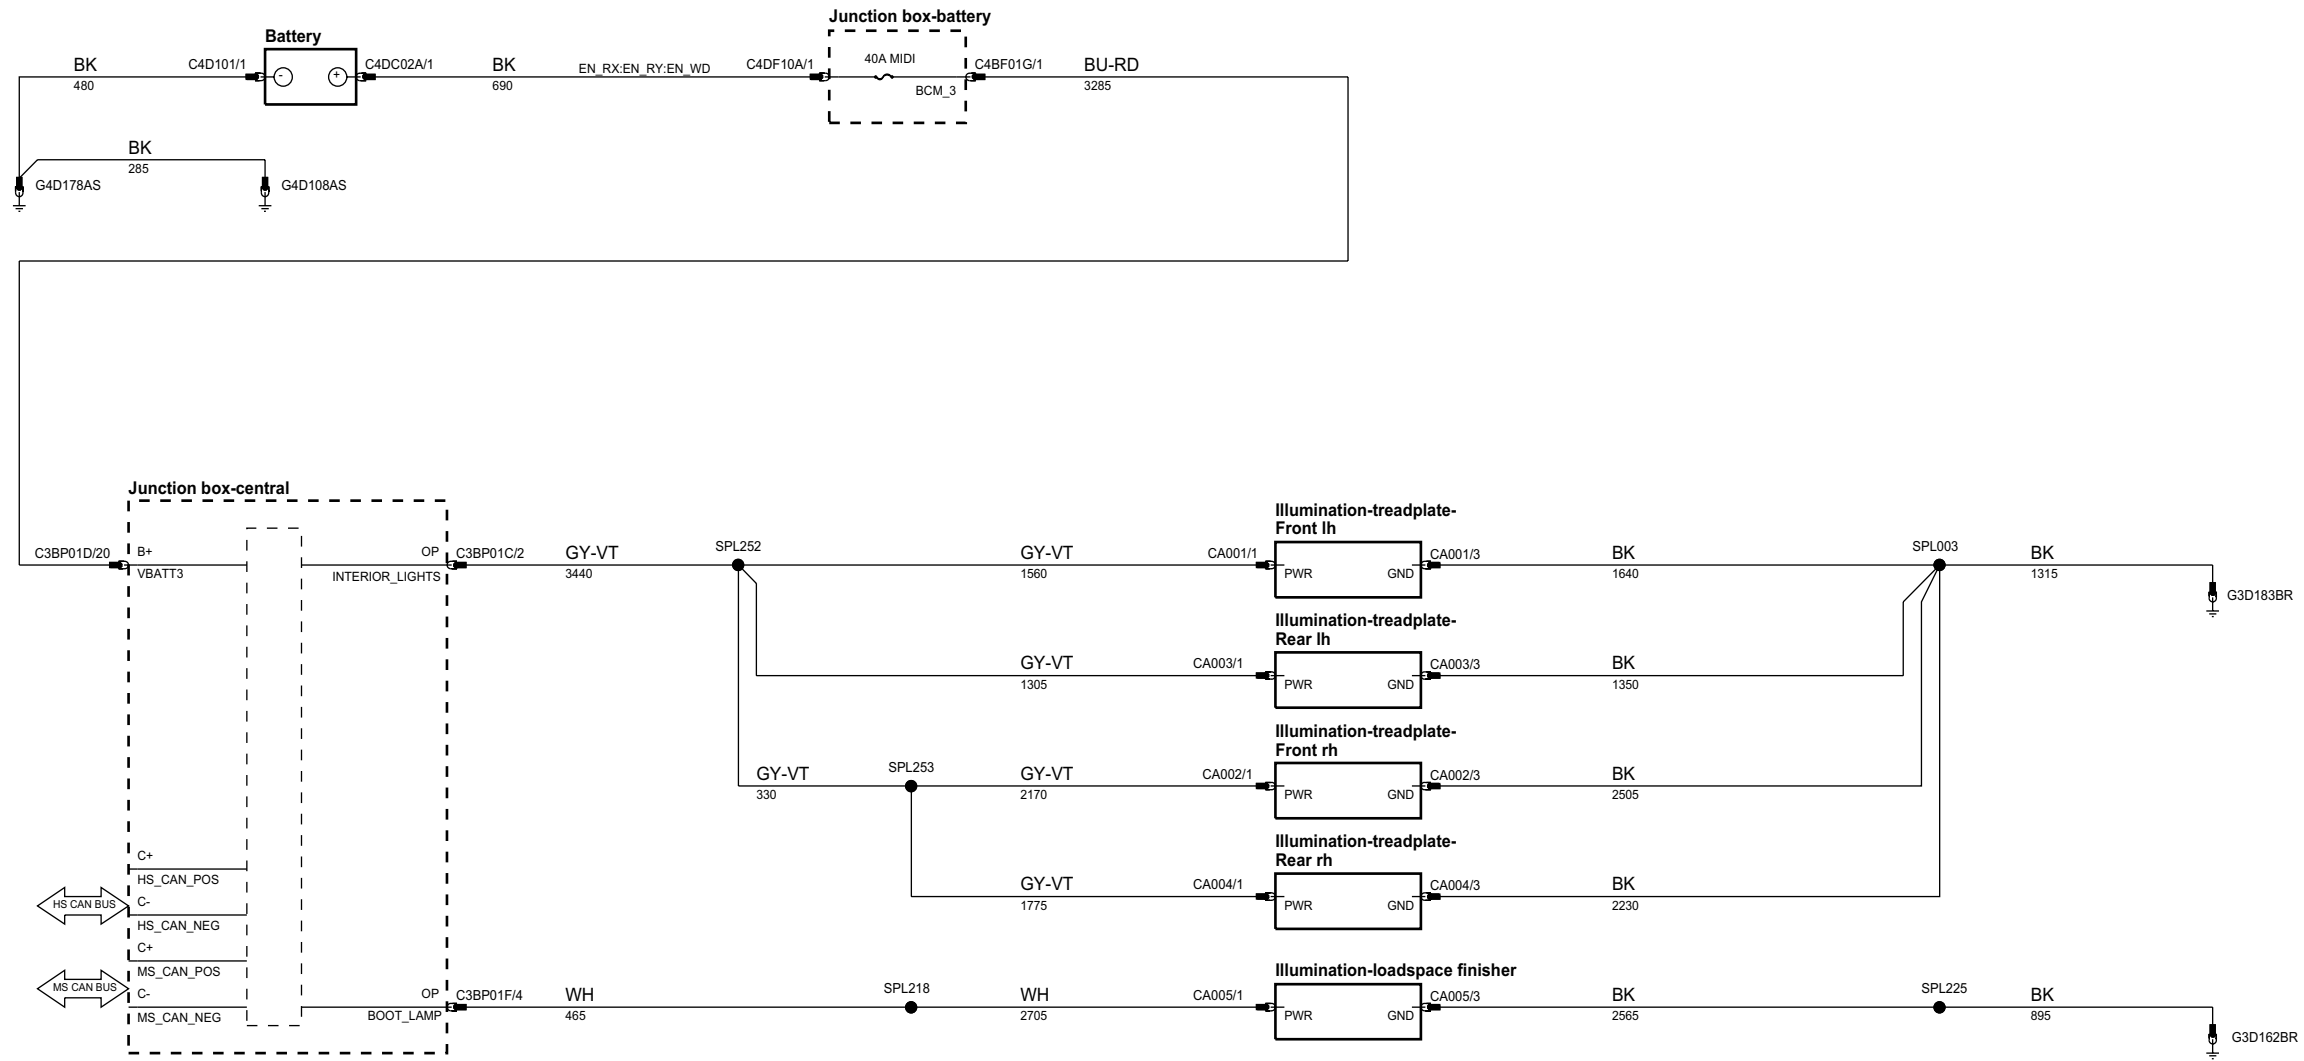 Junction box-battery
Battery
40A MIDI
BK
480
C4D101/1
-
+
C4DC02A/1
BK
690
EN_RX:EN_RY:EN_WD
C4DF10A/1
BCM_3
C4BF01G/1
BU-RD
3285
BK
285
G4D178AS
G4D108AS
Junction box-central
C3BP01D/20
B+
VBATT3
OP
INTERIOR_LIGHTS
C3BP01C/2
GY-VT
3440
SPL252
GY-VT
1560
CA001/1
Illumination-treadplate-
Front lh
PWR
GND
CA001/3
BK
1640
SPL003
BK
1315
G3D183BR
GY-VT
1305
CA003/1
Illumination-treadplate-
Rear lh
PWR
GND
CA003/3
BK
1350
GY-VT
330
SPL253
GY-VT
2170
CA002/1
Illumination-treadplate-
Front rh
PWR
GND
CA002/3
BK
2505
GY-VT
1775
CA004/1
Illumination-treadplate-
Rear rh
PWR
GND
CA004/3
BK
2230
C+
HS_CAN_POS
HS CAN BUS
C-
HS_CAN_NEG
C+
MS_CAN_POS
MS CAN BUS
C-
MS_CAN_NEG
OP
BOOT_LAMP
C3BP01F/4
WH
465
SPL218
WH
2705
CA005/1
Illumination-loadspace finisher
PWR
GND
CA005/3
BK
2565
SPL225
BK
895
G3D162BR